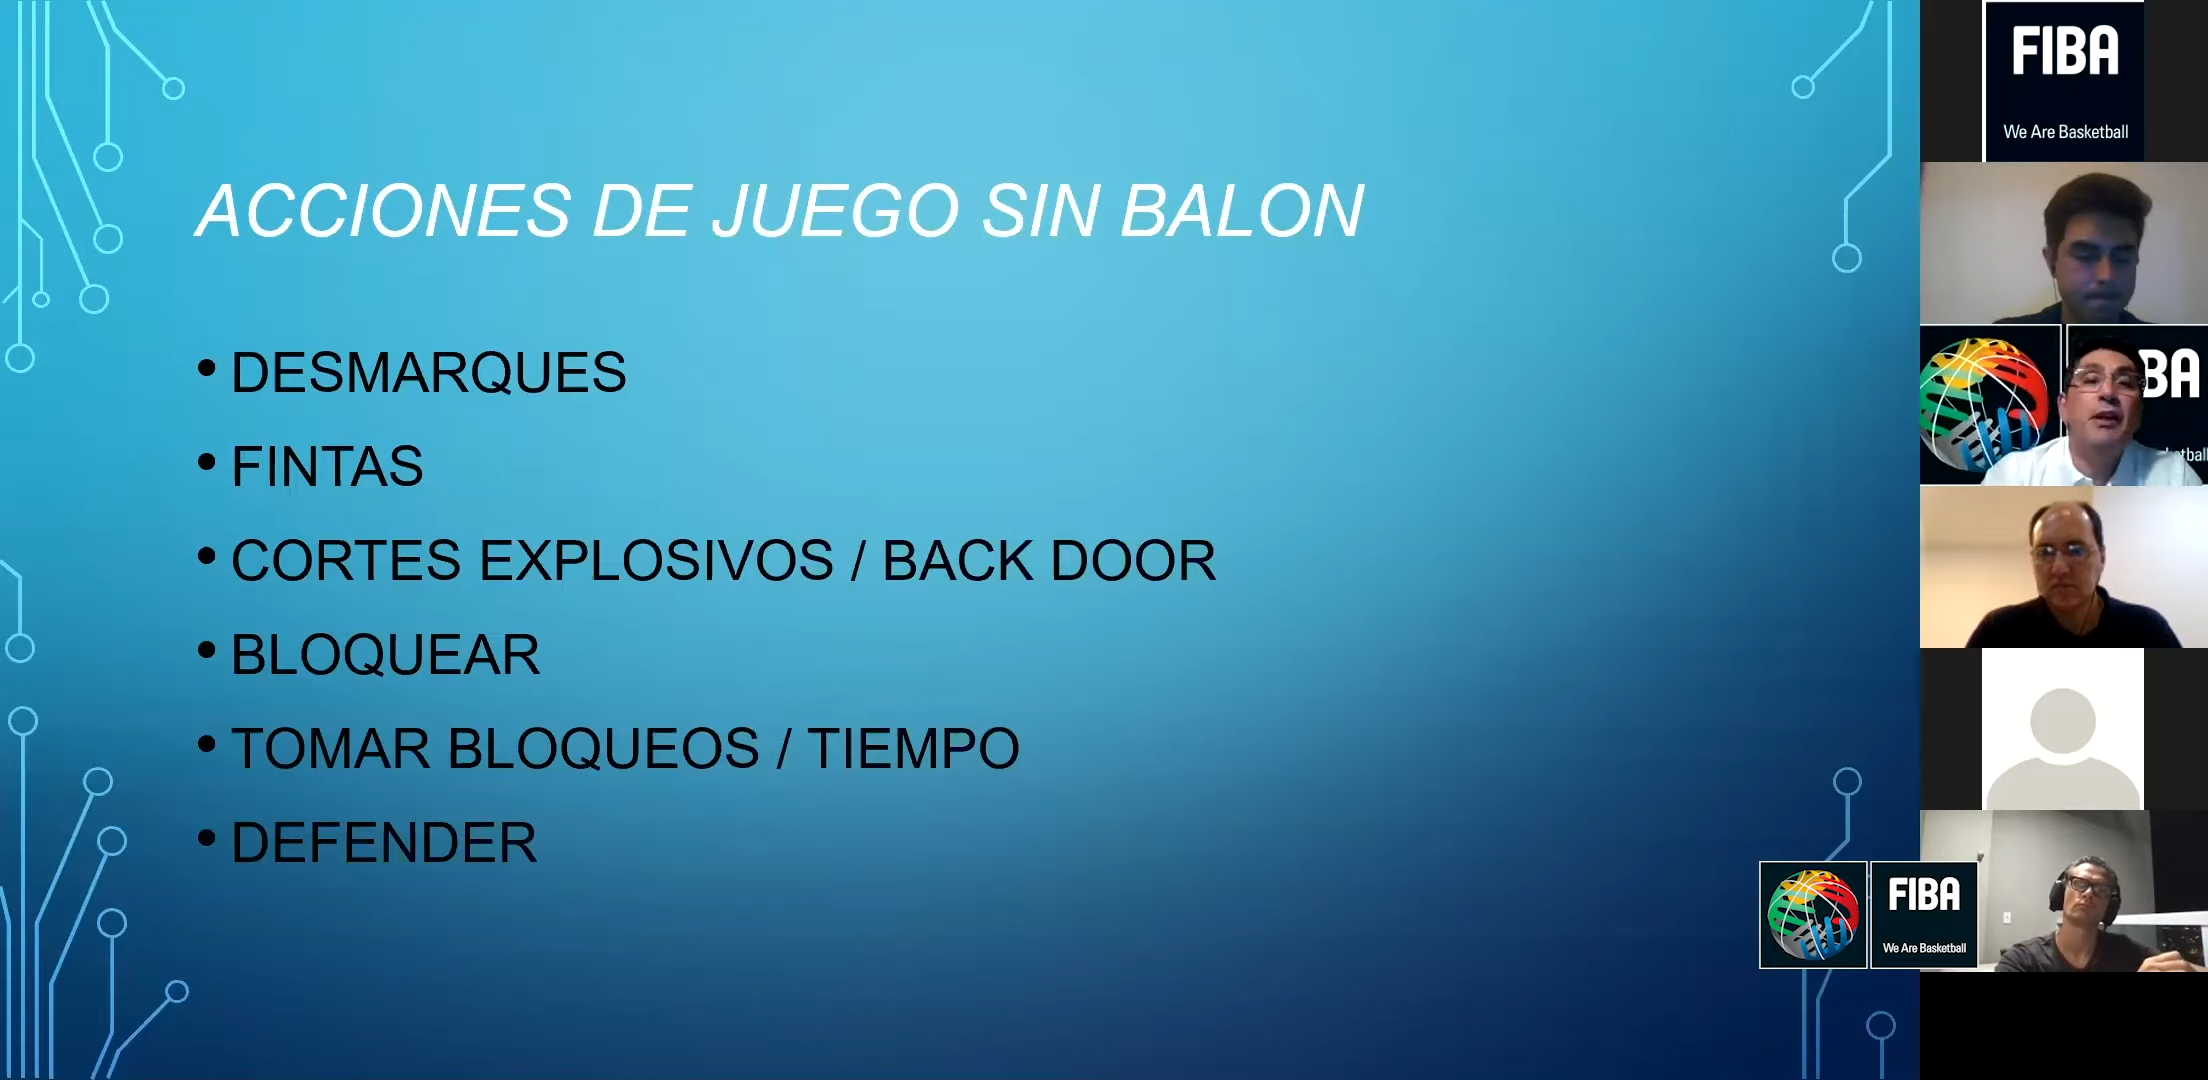 ACCIONES DE JUEGO SIN BALON
• DESMARQUES
• FINTAS
• CORTES EXPLOSIVOS / BACK DOOR
• BLOQUEAR
• TOMAR BLOQUEOS / TIEMPO
• DEFENDER
FIBA
We Are Basketball
FIBA
We Are Basketball